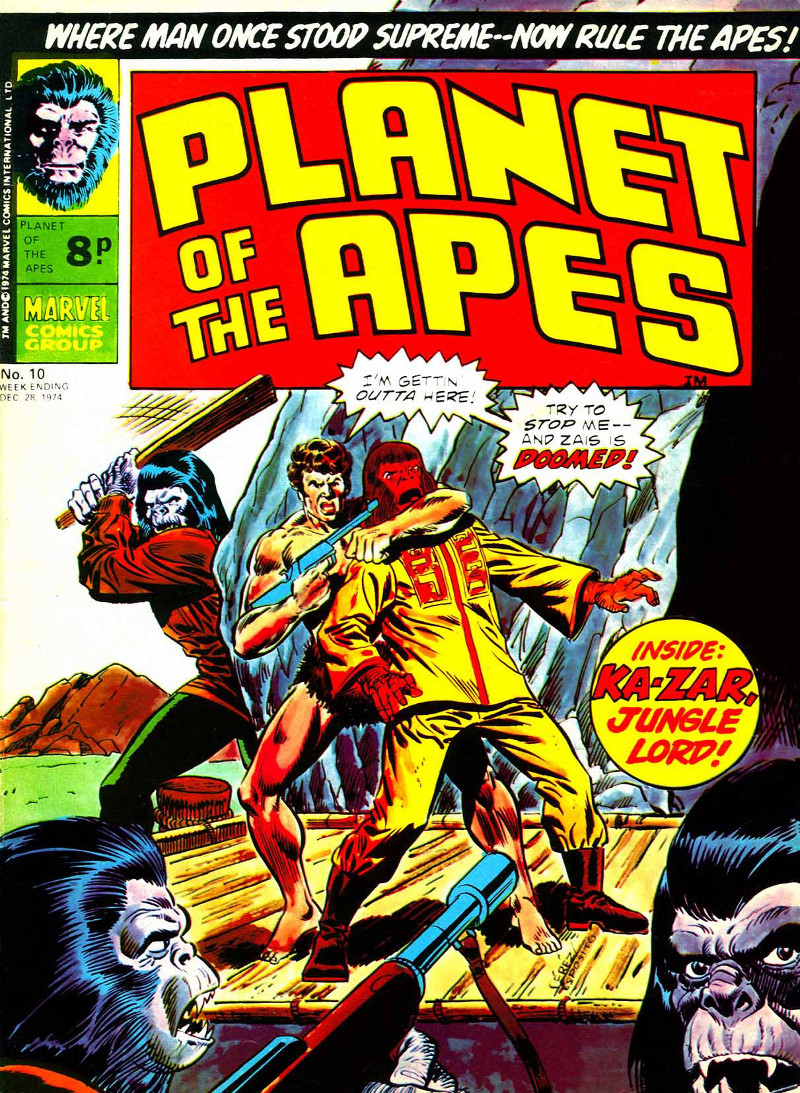 WHERE MAN ONCE STOOD SUPREME--NOW RULE THE APES!
TM AND © 1974 MARVEL COMICS INTERNATIONAL LTD
PLANET
OF
THE
APES
8P
MARVEL
COMICS
GROUP
No. 10
WEEK ENDING
DEC 28, 1974
PLANET
OF
THE APES
TM
I'M GETTIN'
OUTTA HERE!
TRY TO
STOP ME--
AND ZAIS IS
DOOMED!
INSIDE:
KA-ZAR,
JUNGLE
LORD!
ESPOSITO